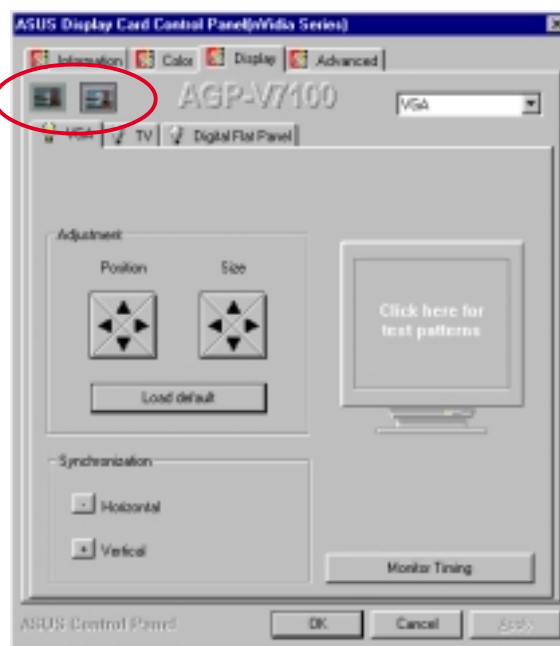 ASUS Display Card Control Panel(nVidia Series)
Information Color Display Advanced
AGP-V7100 VGA
VGA TV Digital Flat Panel
Adjustment
Position Size
Click here for
test patterns
Load default
Synchronization
- Horizontal
+ Vertical
Monitor Timing
ASUS Control Panel OK Cancel Apply